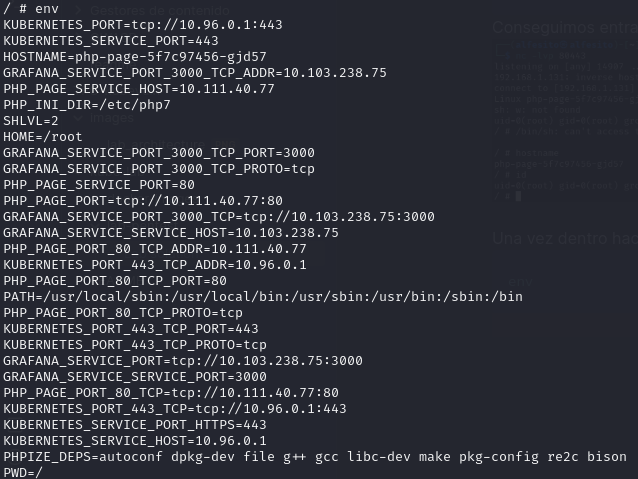 / # env
KUBERNETES_PORT=tcp://10.96.0.1:443
KUBERNETES_SERVICE_PORT=443
HOSTNAME=php-page-5f7c97456-gjd57
GRAFANA_SERVICE_PORT_3000_TCP_ADDR=10.103.238.75
PHP_PAGE_SERVICE_HOST=10.111.40.77
PHP_INI_DIR=/etc/php7
SHLVL=2
HOME=/root
GRAFANA_SERVICE_PORT_3000_TCP_PORT=3000
GRAFANA_SERVICE_PORT_3000_TCP_PROTO=tcp
PHP_PAGE_SERVICE_PORT=80
PHP_PAGE_PORT=tcp://10.111.40.77:80
GRAFANA_SERVICE_PORT_3000_TCP=tcp://10.103.238.75:3000
GRAFANA_SERVICE_SERVICE_HOST=10.103.238.75
PHP_PAGE_PORT_80_TCP_ADDR=10.111.40.77
KUBERNETES_PORT_443_TCP_ADDR=10.96.0.1
PHP_PAGE_PORT_80_TCP_PORT=80
PATH=/usr/local/sbin:/usr/local/bin:/usr/sbin:/usr/bin:/sbin:/bin
PHP_PAGE_PORT_80_TCP_PROTO=tcp
KUBERNETES_PORT_443_TCP_PORT=443
KUBERNETES_PORT_443_TCP_PROTO=tcp
GRAFANA_SERVICE_PORT=tcp://10.103.238.75:3000
GRAFANA_SERVICE_SERVICE_PORT=3000
PHP_PAGE_PORT_80_TCP=tcp://10.111.40.77:80
KUBERNETES_PORT_443_TCP=tcp://10.96.0.1:443
KUBERNETES_SERVICE_PORT_HTTPS=443
KUBERNETES_SERVICE_HOST=10.96.0.1
PHPIZE_DEPS=autoconf dpkg-dev file g++ gcc libc-dev make pkg-config re2c bison
PWD=/
Gestores de contenido
Conseguimos entra
Una vez dentro hac